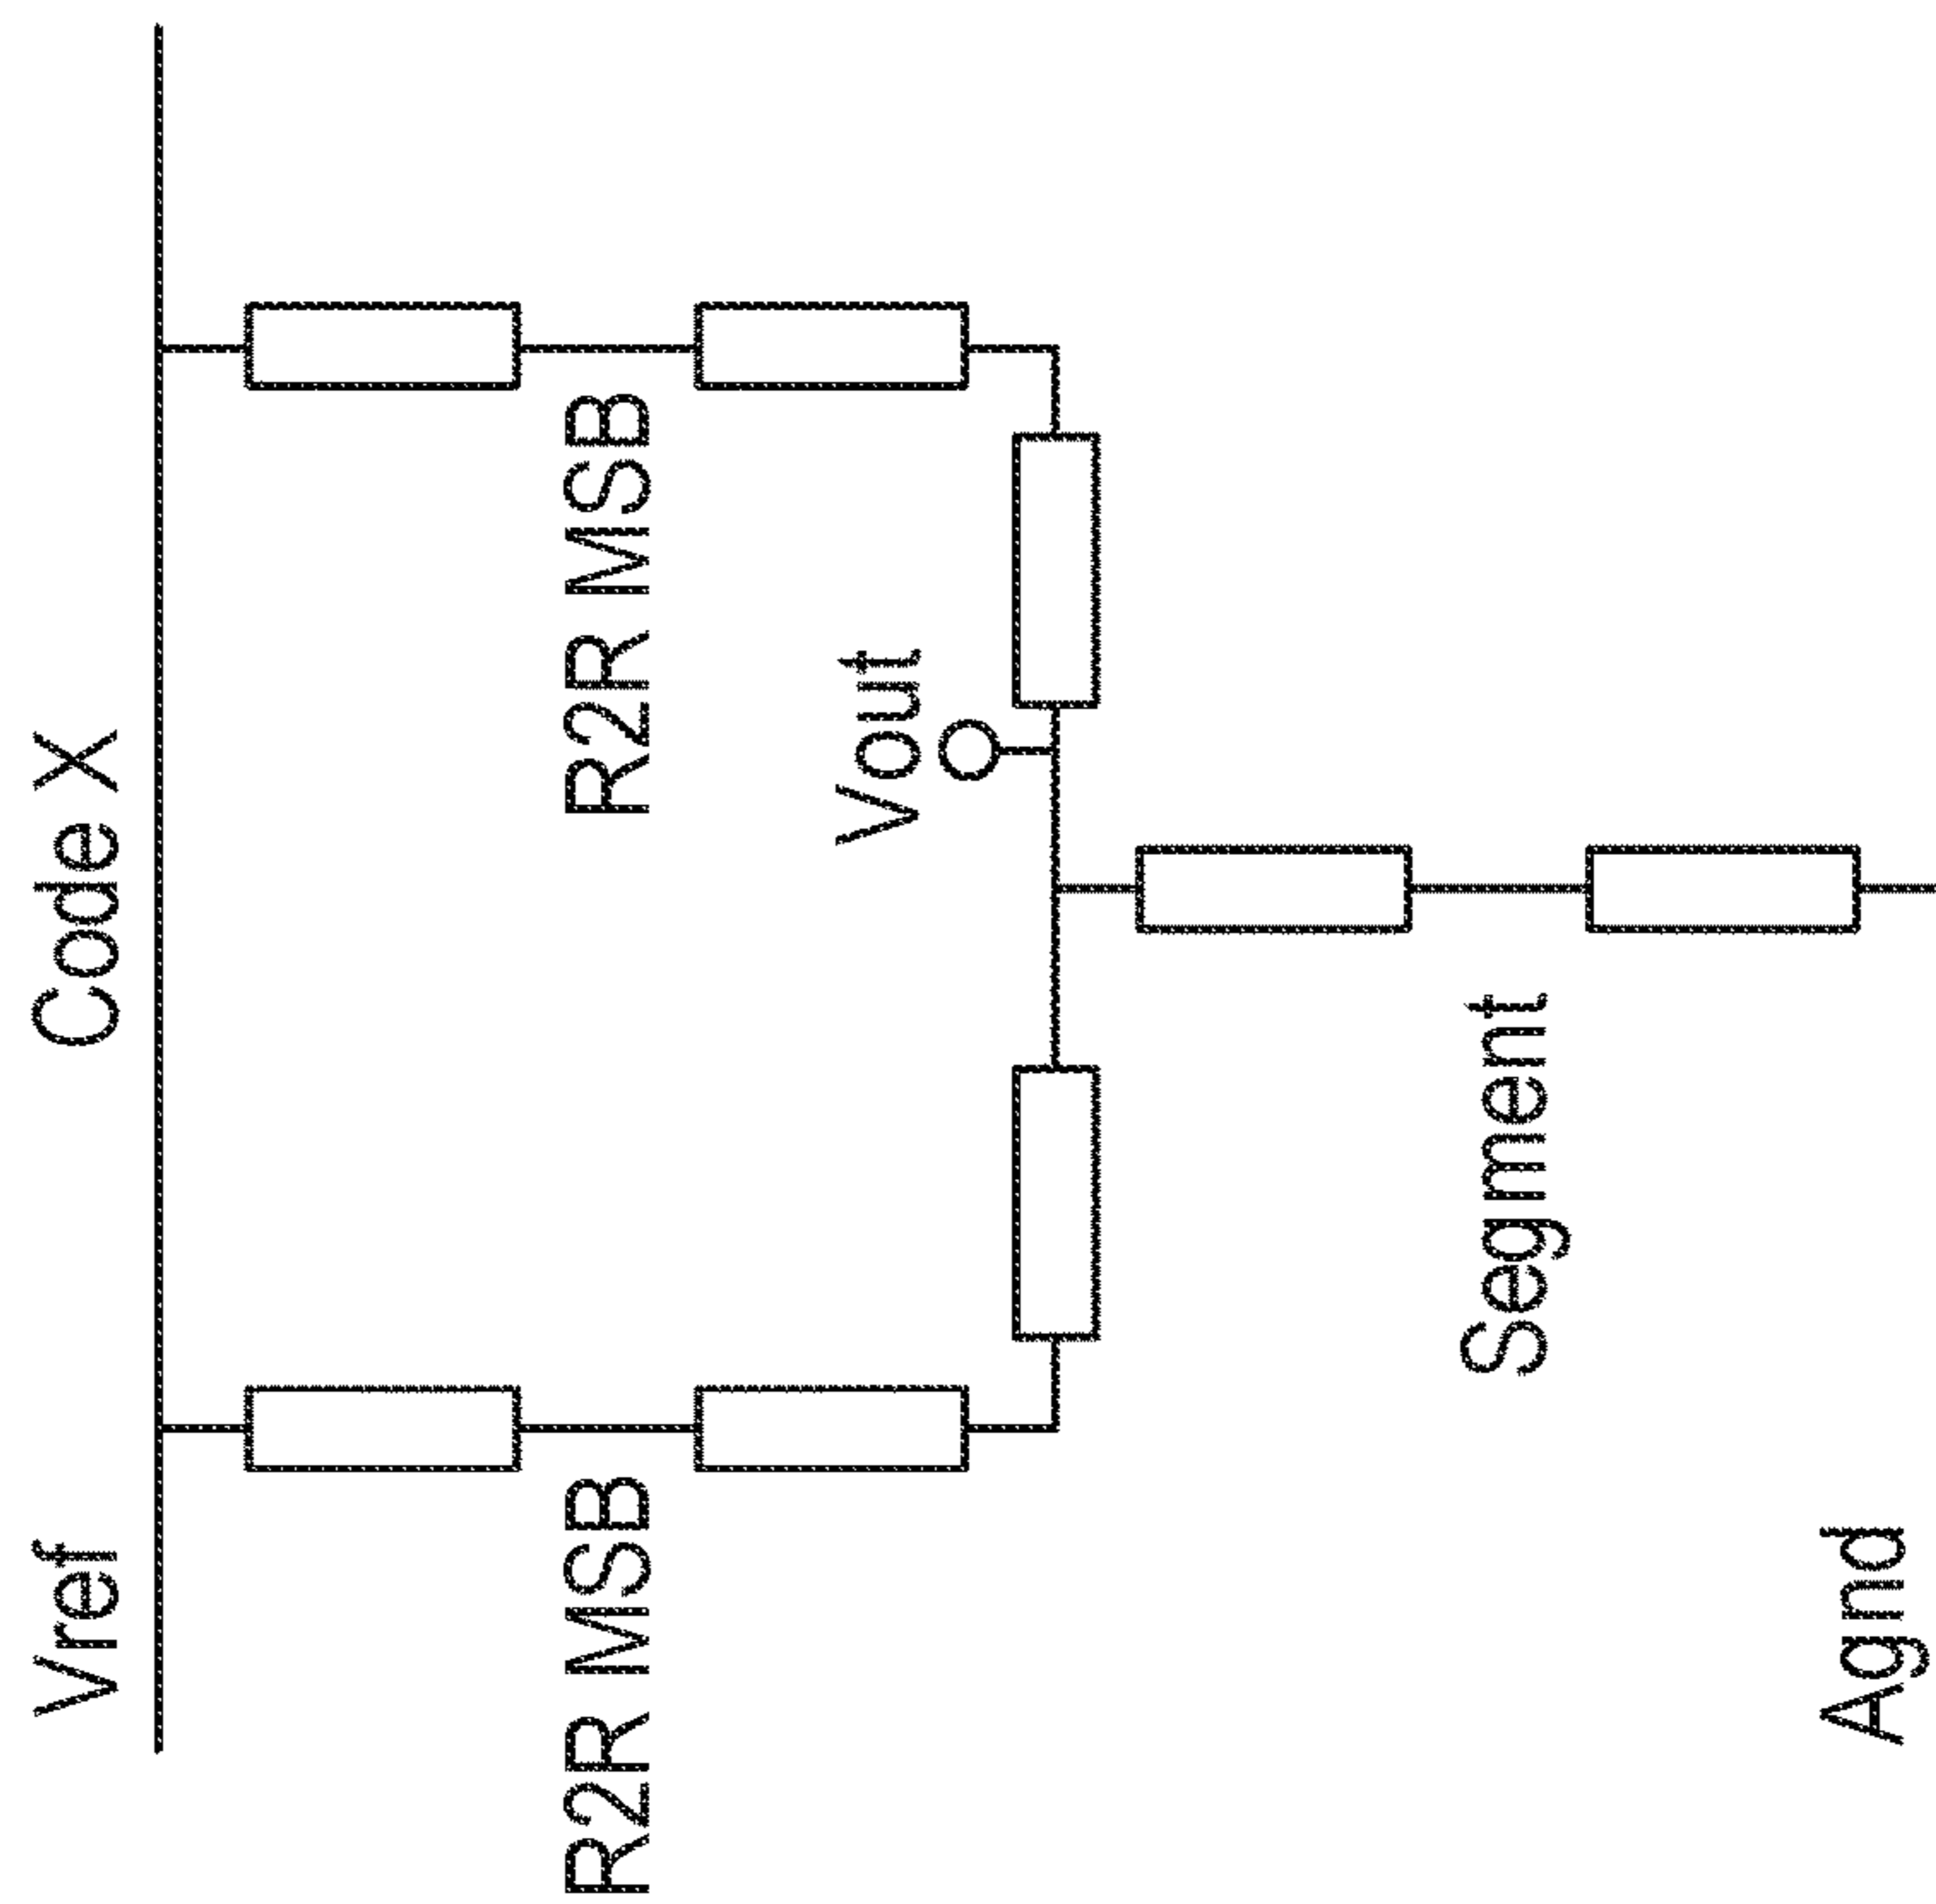 Vref
Code X
R2R MSB
R2R MSB
Vout
Segment
Agnd